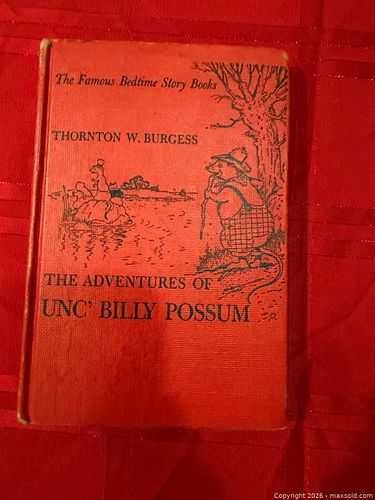 The Famous Bedtime Story Books
THORNTON W. BURGESS
THE ADVENTURES OF
UNC' BILLY POSSUM
Copyright 2026 - maxsold.com